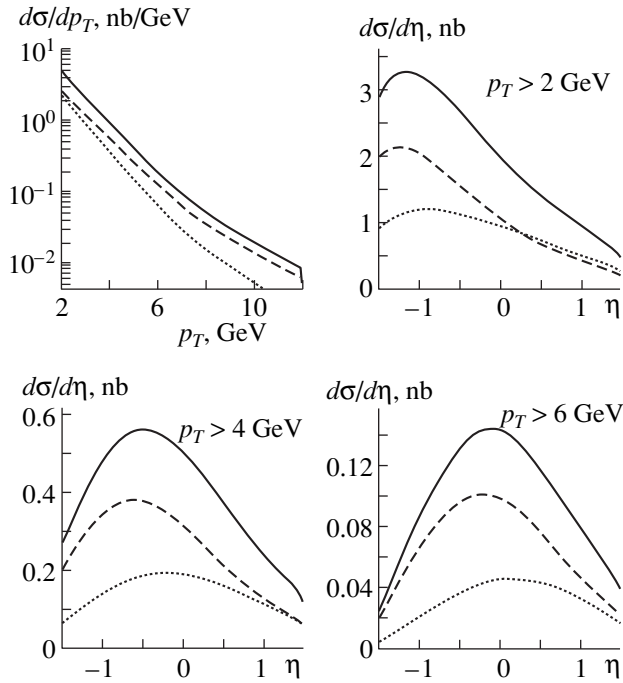 dσ/dp_T, nb/GeV
10^1
10^0
10^−1
10^−2
2 6 10
p_T, GeV
dσ/dη, nb
p_T > 2 GeV
3
2
1
0
−1 0 1 η
dσ/dη, nb
p_T > 4 GeV
0.6
0.4
0.2
0
−1 0 1 η
dσ/dη, nb
p_T > 6 GeV
0.12
0.08
0.04
0
−1 0 1 η